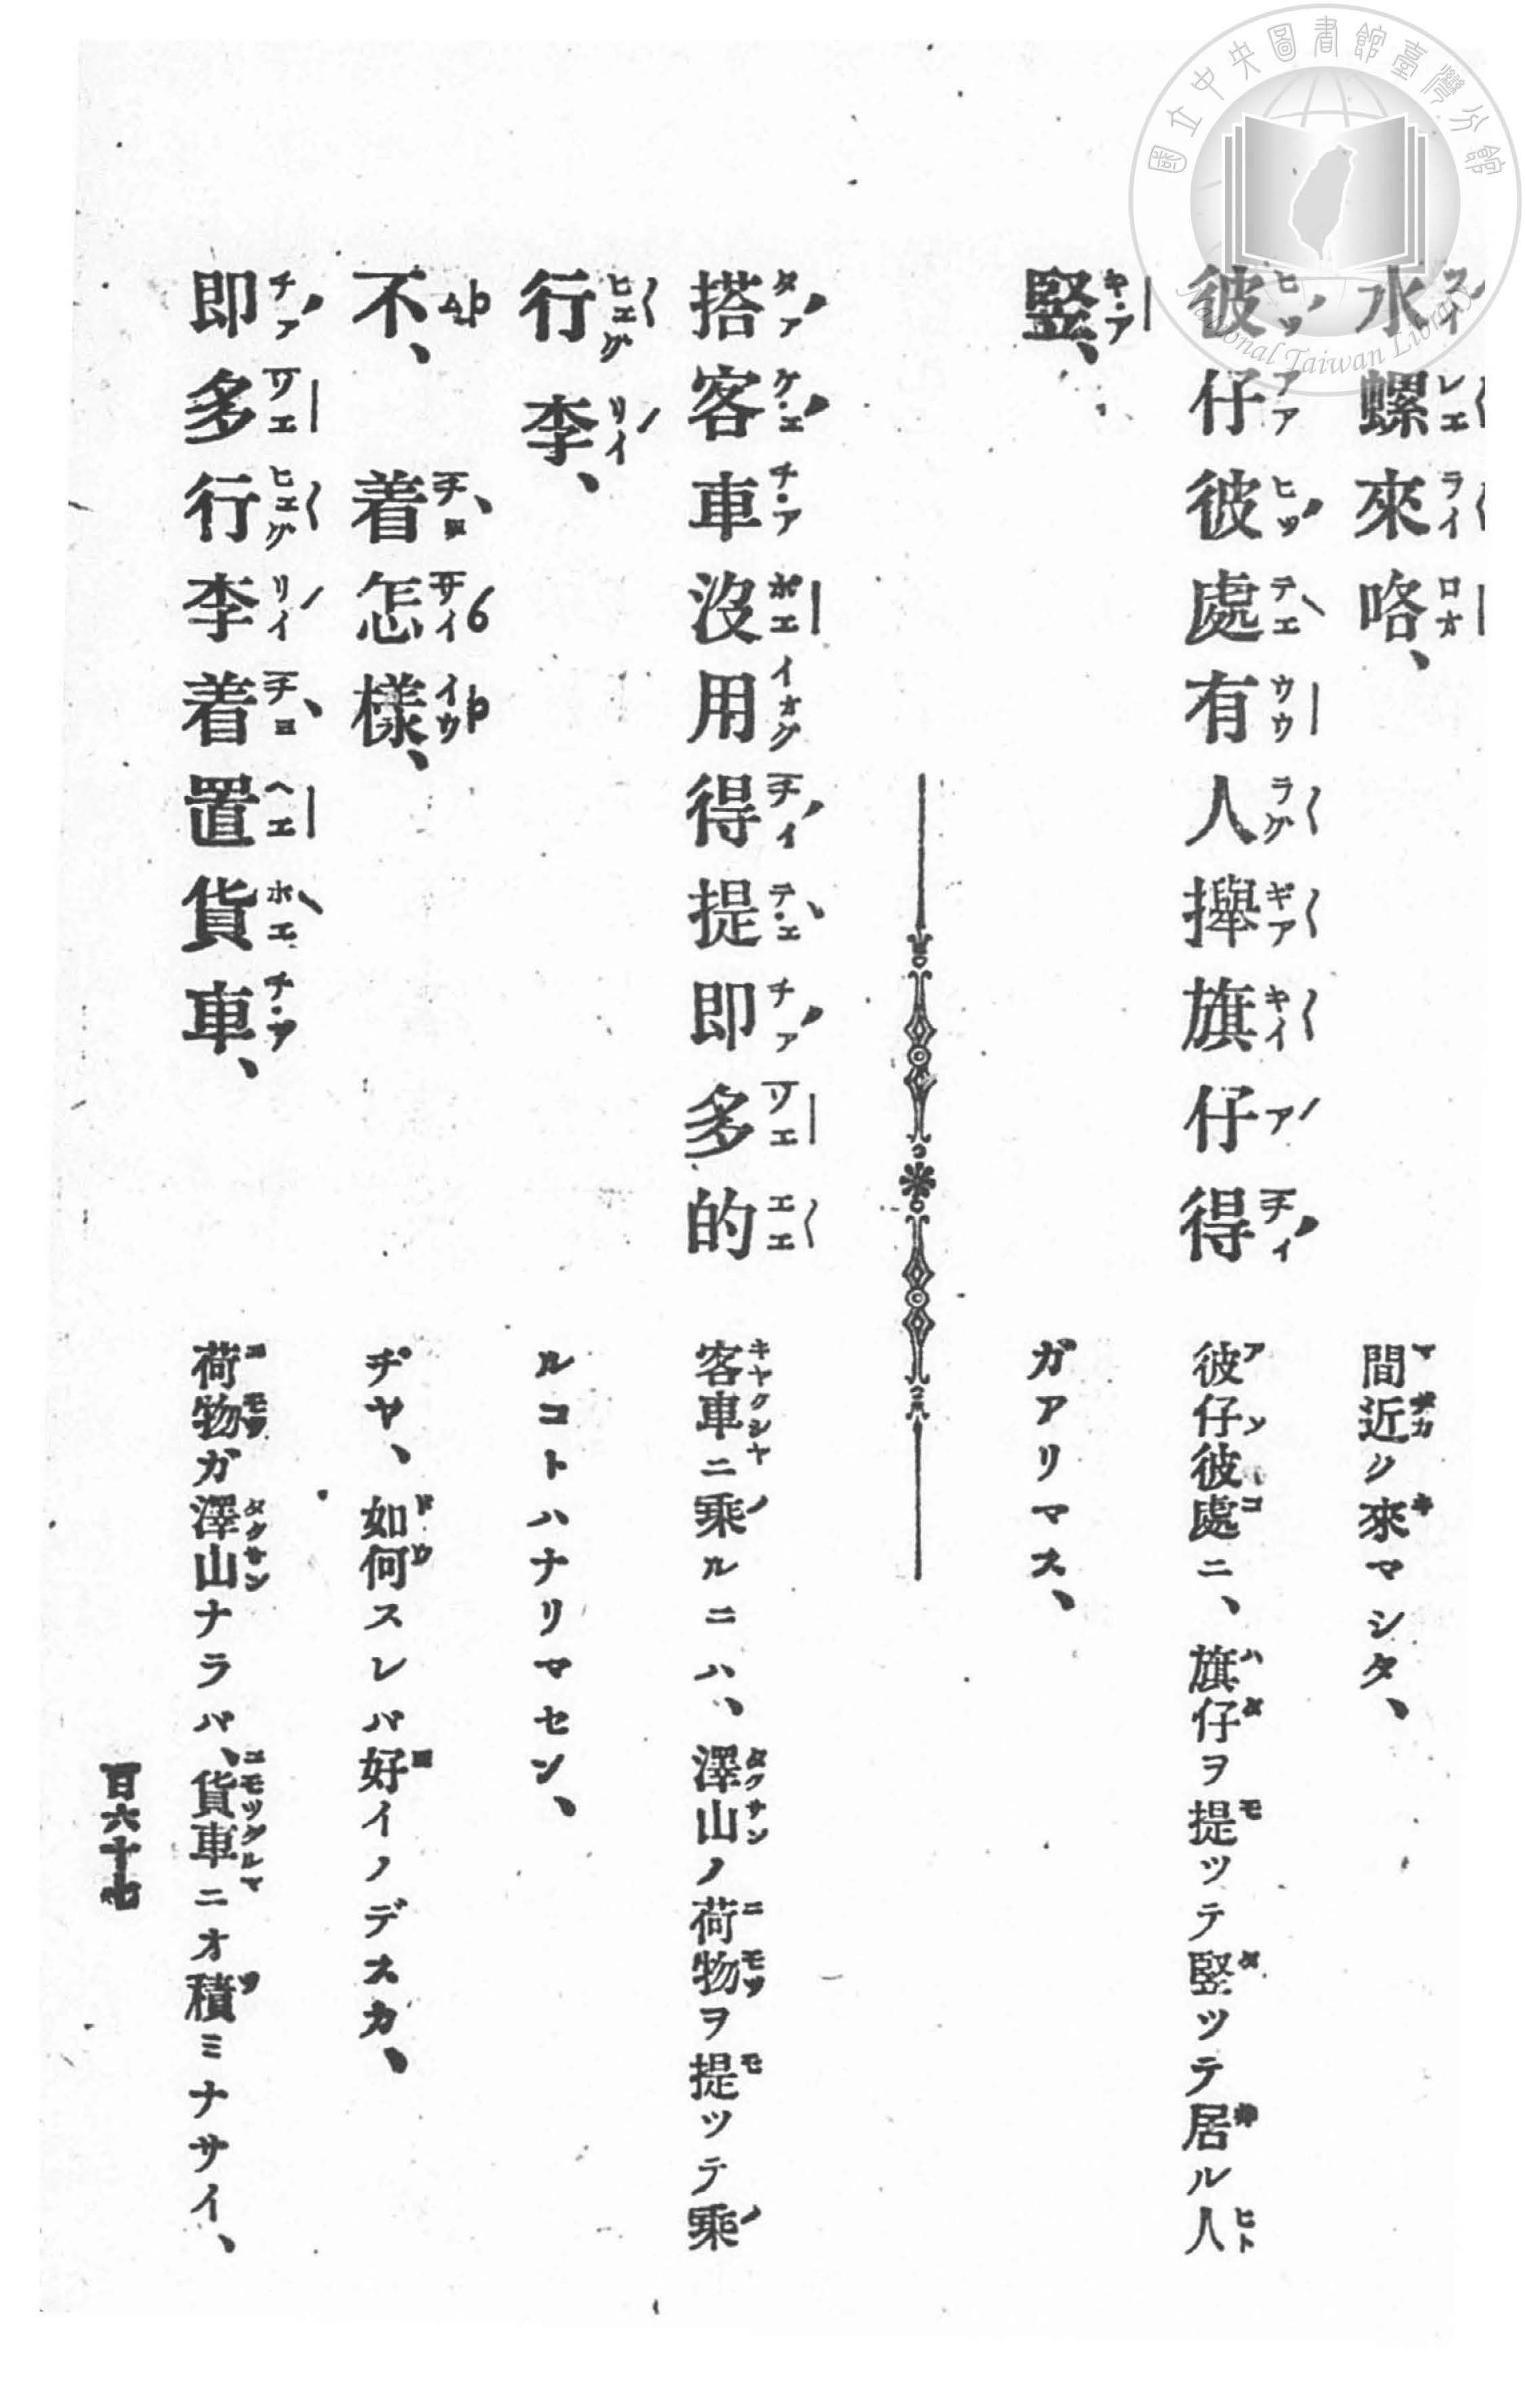 國立中央圖書館臺灣分館
National Taiwan Library
水螺來咯、
間近ク來マシタ、
彼仔彼處有人攑旗仔得
彼仔彼處ニ、旗仔ヲ提ツテ竪ツテ居ル人
竪、
ガアリマス、
搭客車沒用得提即多的
客車ニ乘ルニハ、澤山ノ荷物ヲ提ツテ乘
行李、
ルコトハナリマセン、
不、着怎樣、
ヂヤ、如何スレバ好イノデスカ、
即多行李着置貨車、
荷物ガ澤山ナラバ、貨車ニオ積ミナサイ、
百六十七